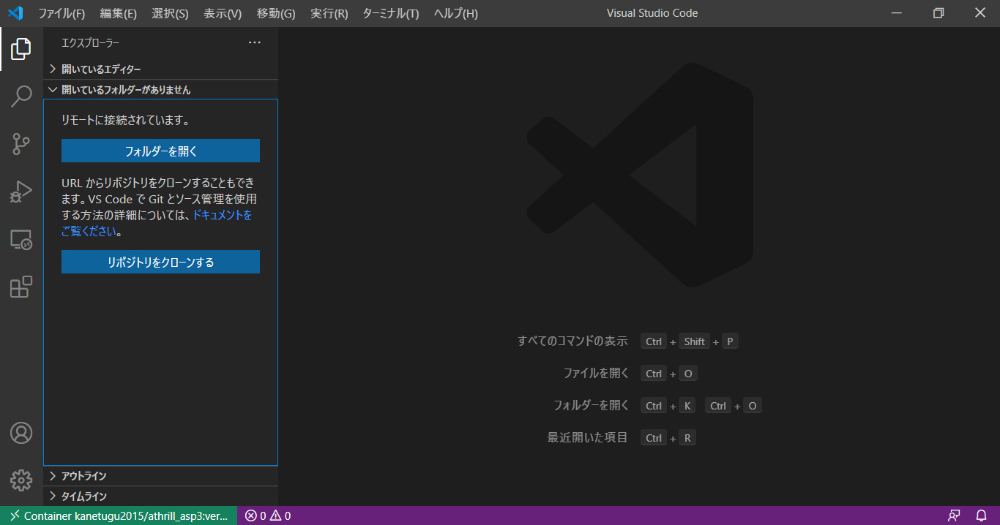 ファイル(F) 編集(E) 選択(S) 表示(V) 移動(G) 実行(R) ターミナル(T) ヘルプ(H) Visual Studio Code
エクスプローラー ···
開いているエディター
開いているフォルダーがありません
リモートに接続されています。
フォルダーを開く
URL からリポジトリをクローンすることもでき
ます。VS Code で Git とソース管理を使用
する方法の詳細については、ドキュメントを
ご覧ください。
リポジトリをクローンする
すべてのコマンドの表示 Ctrl + Shift + P
ファイルを開く Ctrl + O
フォルダーを開く Ctrl + K Ctrl + O
最近開いた項目 Ctrl + R
アウトライン
タイムライン
Container kanetugu2015/athrill_asp3:ver... 0 0